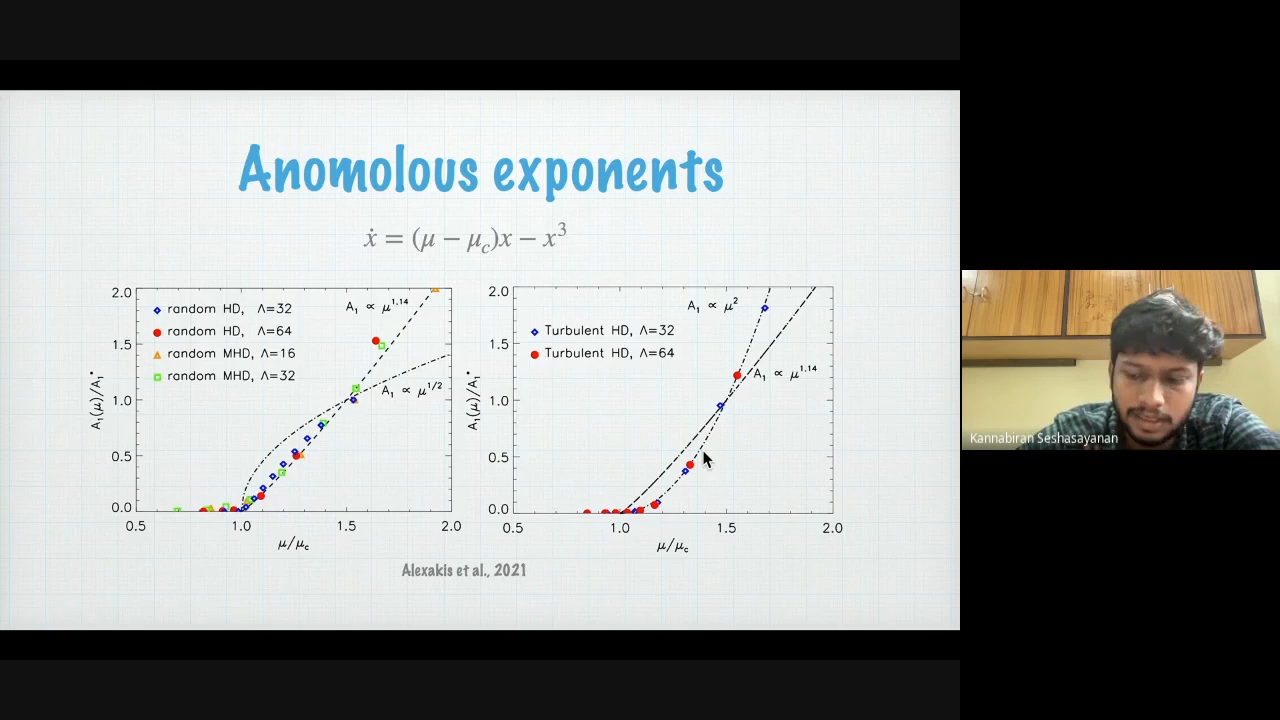 Anomolous exponents
ẋ = (μ − μc)x − x³
2.0
1.5
1.0
0.5
0.0
0.5
1.0
1.5
2.0
A₁(μ)/A₁*
μ/μc
random HD, Λ=32
random HD, Λ=64
random MHD, Λ=16
random MHD, Λ=32
A₁ ∝ μ^1.14
A₁ ∝ μ^1/2
2.0
1.5
1.0
0.5
0.0
0.5
1.0
1.5
2.0
A₁(μ)/A₁*
μ/μc
Turbulent HD, Λ=32
Turbulent HD, Λ=64
A₁ ∝ μ²
A₁ ∝ μ^1.14
Alexakis et al., 2021
Kannabiran Seshasayanan